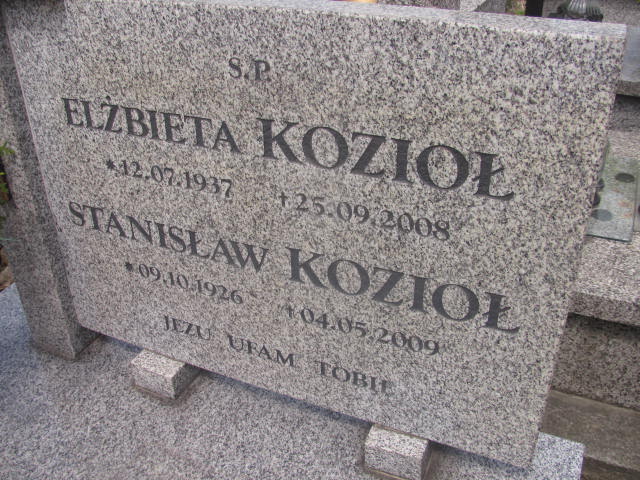 Ś.P.
ELŻBIETA KOZIOŁ
*12.07.1937 †25.09.2008
STANISŁAW KOZIOŁ
*09.10.1926 †04.05.2009
JEZU UFAM TOBIE